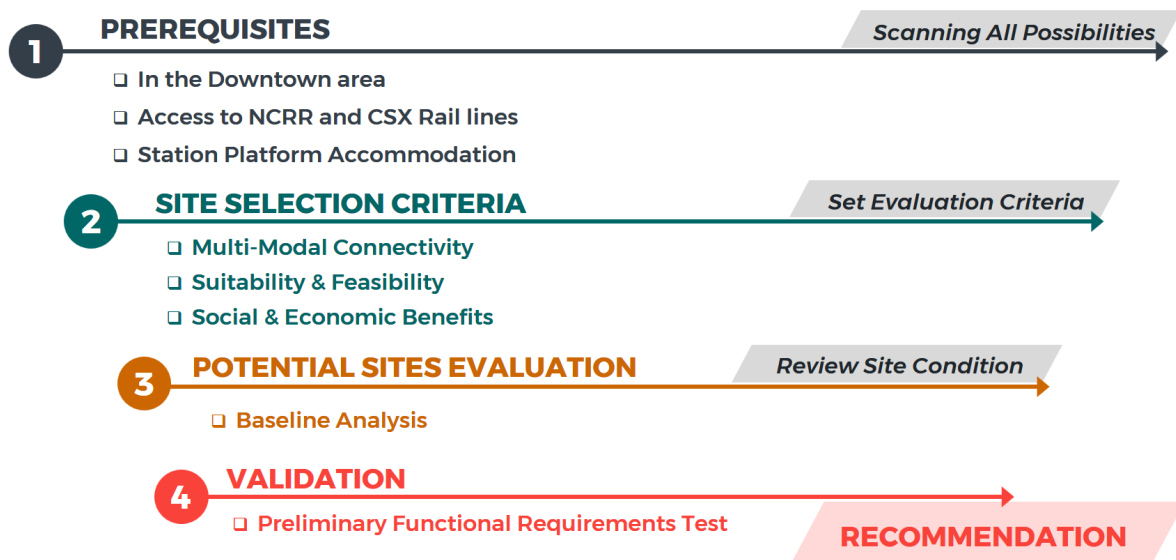 1
PREREQUISITES
Scanning All Possibilities
In the Downtown area
Access to NCRR and CSX Rail lines
Station Platform Accommodation
2
SITE SELECTION CRITERIA
Set Evaluation Criteria
Multi-Modal Connectivity
Suitability & Feasibility
Social & Economic Benefits
3
POTENTIAL SITES EVALUATION
Review Site Condition
Baseline Analysis
4
VALIDATION
Preliminary Functional Requirements Test
RECOMMENDATION